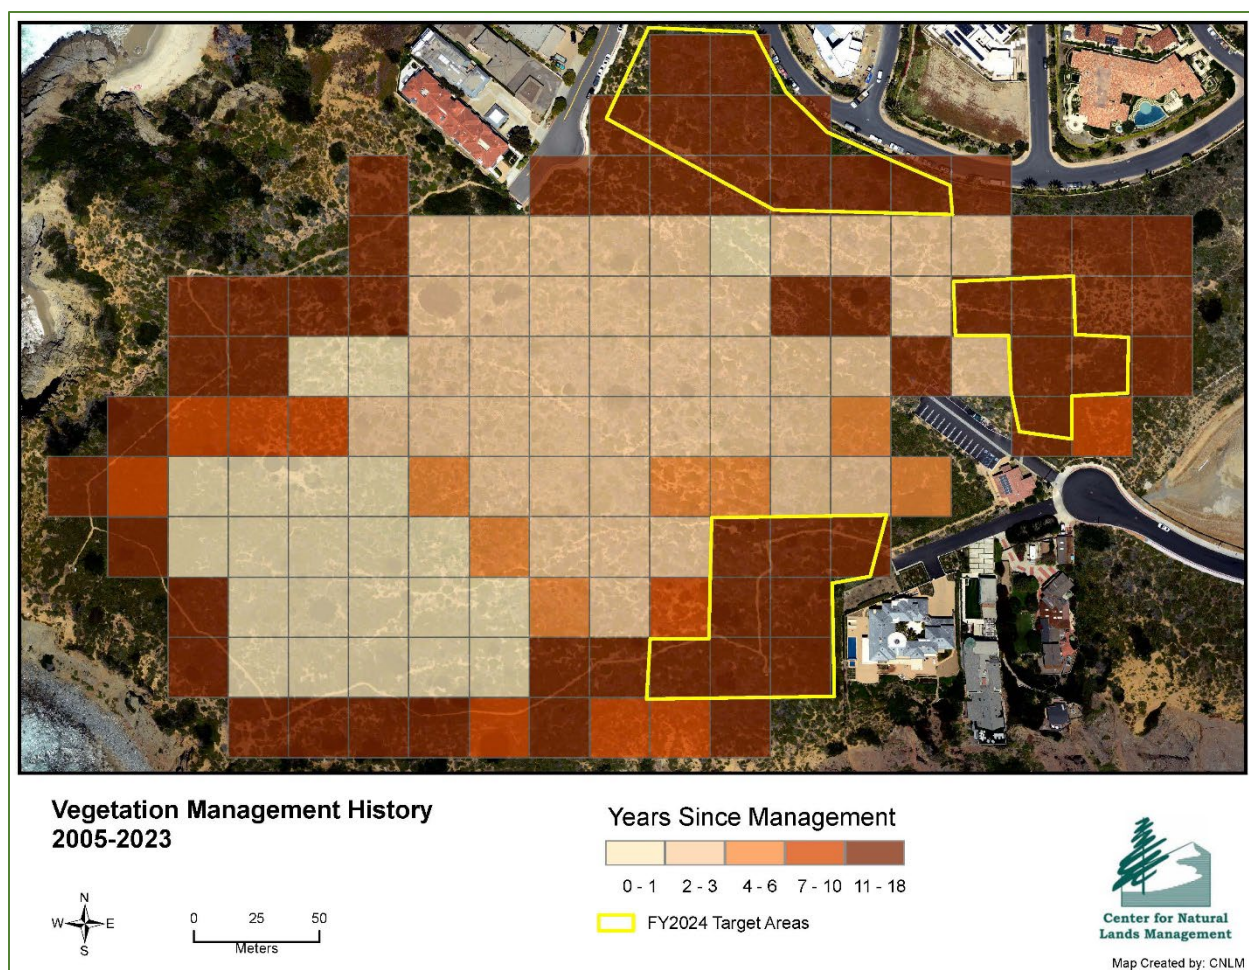 Vegetation Management History
2005-2023
N
W
E
S
0 25 50
Meters
Years Since Management
0 - 1 2 - 3 4 - 6 7 - 10 11 - 18
FY2024 Target Areas
Center for Natural
Lands Management
Map Created by: CNLM